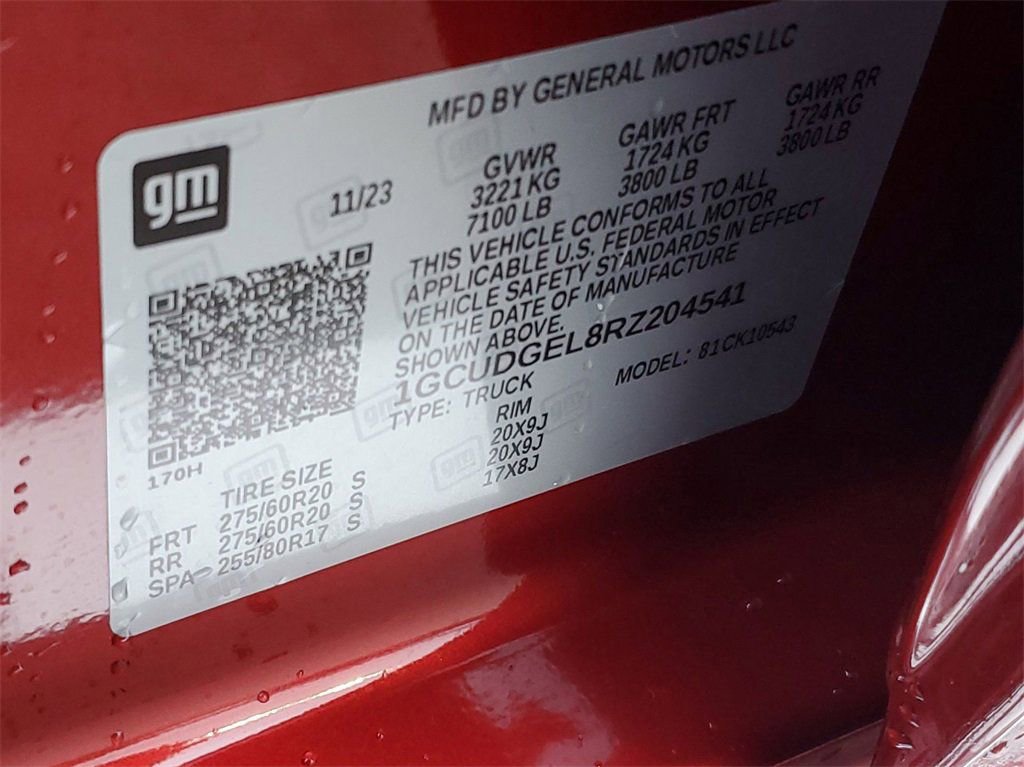 MFD BY GENERAL MOTORS LLC
gm
11/23
GVWR GAWR FRT GAWR RR
3221 KG 1724 KG 1724 KG
7100 LB 3800 LB 3800 LB
THIS VEHICLE CONFORMS TO ALL
APPLICABLE U.S. FEDERAL MOTOR
VEHICLE SAFETY STANDARDS IN EFFECT
ON THE DATE OF MANUFACTURE
SHOWN ABOVE.
1GCUDGEL8RZ204541
TYPE: TRUCK MODEL: 81CK10543
170H
TIRE SIZE RIM
FRT 275/60R20 S 20X9J
RR 275/60R20 S 20X9J
SPA 255/80R17 S 17X8J